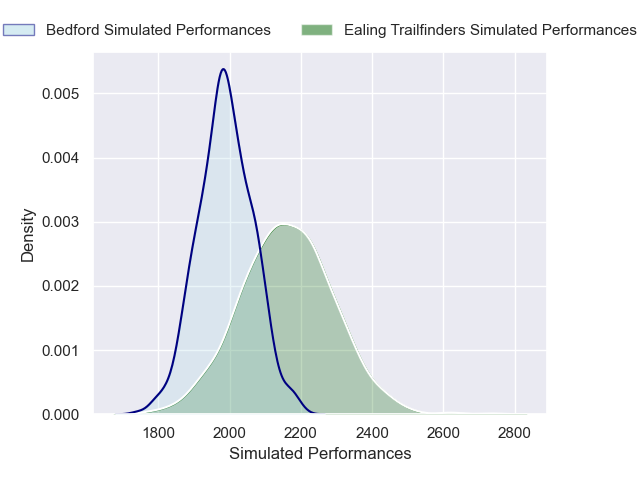 Bedford Simulated Performances Ealing Trailfinders Simulated Performances
Density
0.005
0.004
0.003
0.002
0.001
0.000
1800 2000 2200 2400 2600 2800
Simulated Performances